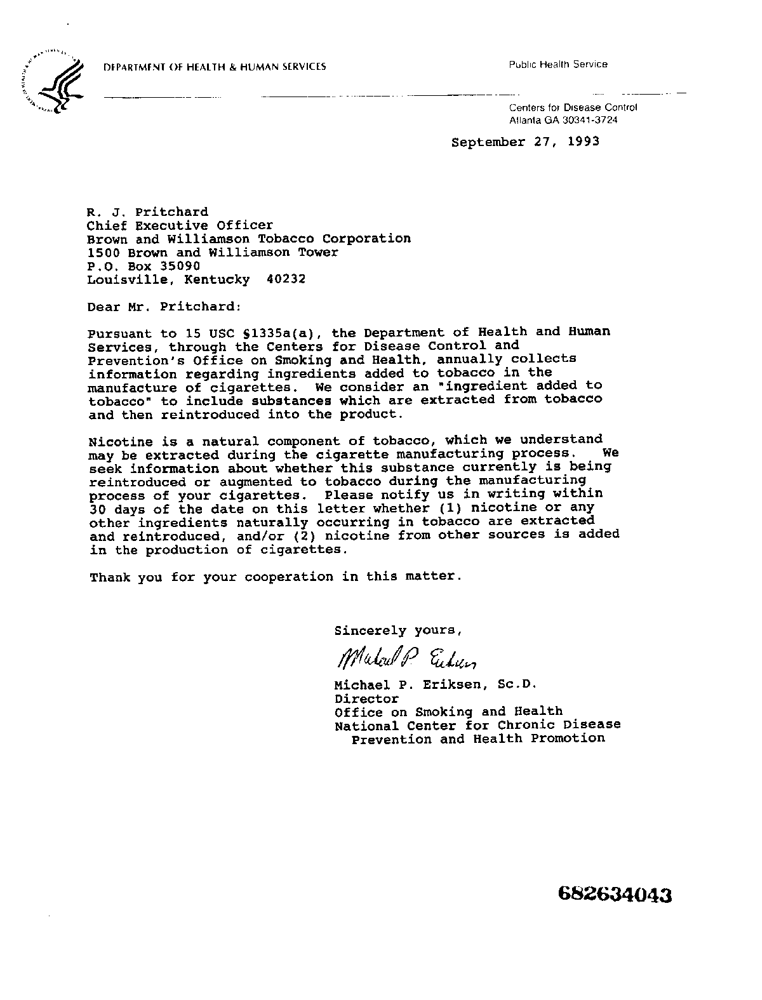 DEPARTMENT OF HEALTH & HUMAN SERVICES
Public Health Service
Centers for Disease Control
Atlanta GA 30341-3724
September 27, 1993
R. J. Pritchard
Chief Executive Officer
Brown and Williamson Tobacco Corporation
1500 Brown and Williamson Tower
P.O. Box 35090
Louisville, Kentucky 40232
Dear Mr. Pritchard:
Pursuant to 15 USC §1335a(a), the Department of Health and Human
Services, through the Centers for Disease Control and
Prevention's Office on Smoking and Health, annually collects
information regarding ingredients added to tobacco in the
manufacture of cigarettes. We consider an "ingredient added to
tobacco" to include substances which are extracted from tobacco
and then reintroduced into the product.
Nicotine is a natural component of tobacco, which we understand
may be extracted during the cigarette manufacturing process. We
seek information about whether this substance currently is being
reintroduced or augmented to tobacco during the manufacturing
process of your cigarettes. Please notify us in writing within
30 days of the date on this letter whether (1) nicotine or any
other ingredients naturally occurring in tobacco are extracted
and reintroduced, and/or (2) nicotine from other sources is added
in the production of cigarettes.
Thank you for your cooperation in this matter.
Sincerely yours,
Michael P. Eriksen
Michael P. Eriksen, Sc.D.
Director
Office on Smoking and Health
National Center for Chronic Disease
Prevention and Health Promotion
682634043